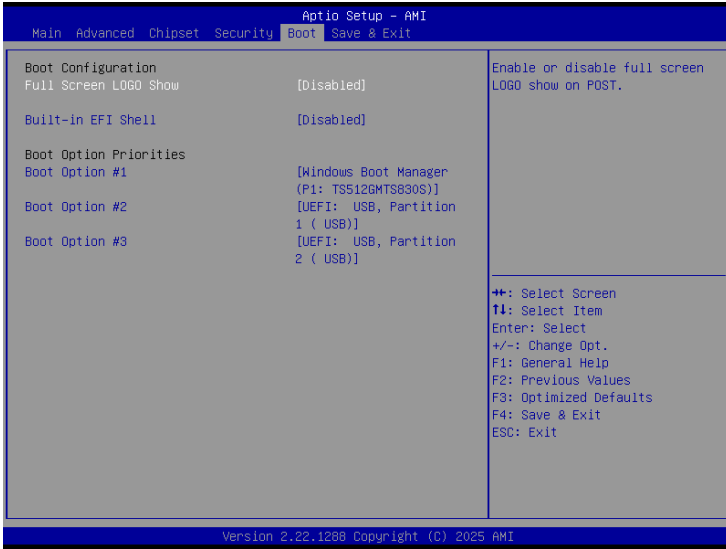 Aptio Setup – AMI
Main Advanced Chipset Security Boot Save & Exit
Boot Configuration
Full Screen LOGO Show [Disabled]
Built-in EFI Shell [Disabled]
Boot Option Priorities
Boot Option #1 [Windows Boot Manager
(P1: TS512GMTS830S)]
Boot Option #2 [UEFI: USB, Partition
1 ( USB)]
Boot Option #3 [UEFI: USB, Partition
2 ( USB)]
Enable or disable full screen
LOGO show on POST.
→←: Select Screen
↑↓: Select Item
Enter: Select
+/-: Change Opt.
F1: General Help
F2: Previous Values
F3: Optimized Defaults
F4: Save & Exit
ESC: Exit
Version 2.22.1288 Copyright (C) 2025 AMI